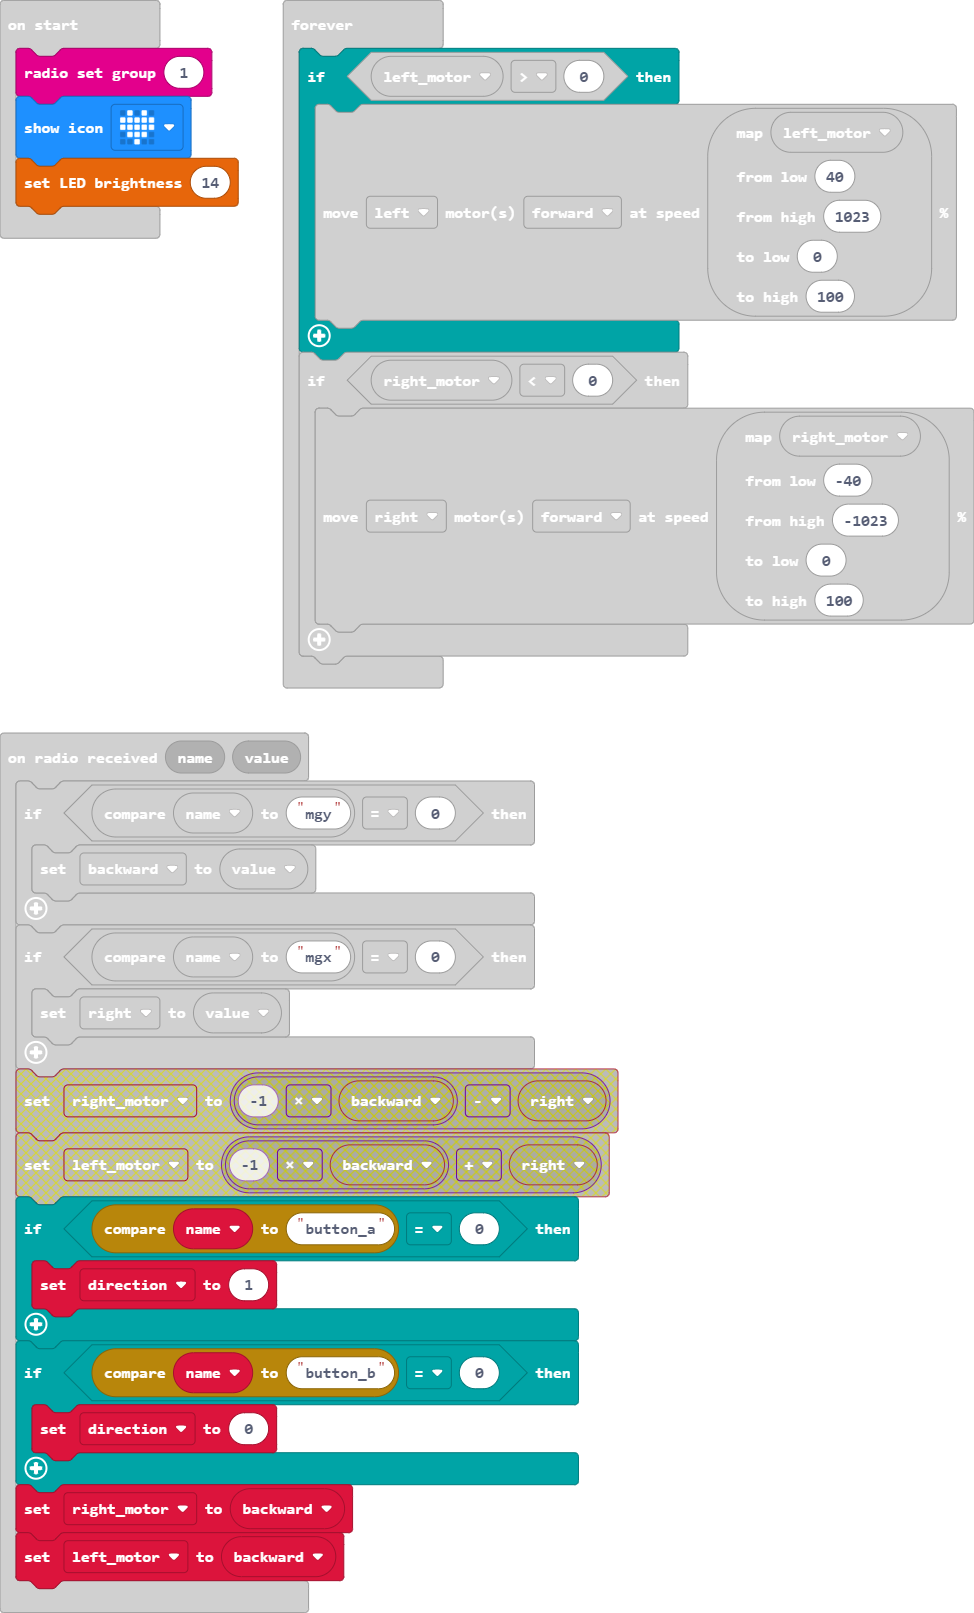 on start
radio set group 1
show icon
set LED brightness 14
forever
if left_motor > 0 then
map left_motor
from low 40
from high 1023
move left motor(s) forward at speed %
to low 0
to high 100
if right_motor < 0 then
map right_motor
from low -40
from high -1023
move right motor(s) forward at speed %
to low 0
to high 100
on radio received name value
if compare name to "mgy" = 0 then
set backward to value
if compare name to "mgx" = 0 then
set right to value
set right_motor to -1 × backward - right
set left_motor to -1 × backward + right
if compare name to "button_a" = 0 then
set direction to 1
if compare name to "button_b" = 0 then
set direction to 0
set right_motor to backward
set left_motor to backward